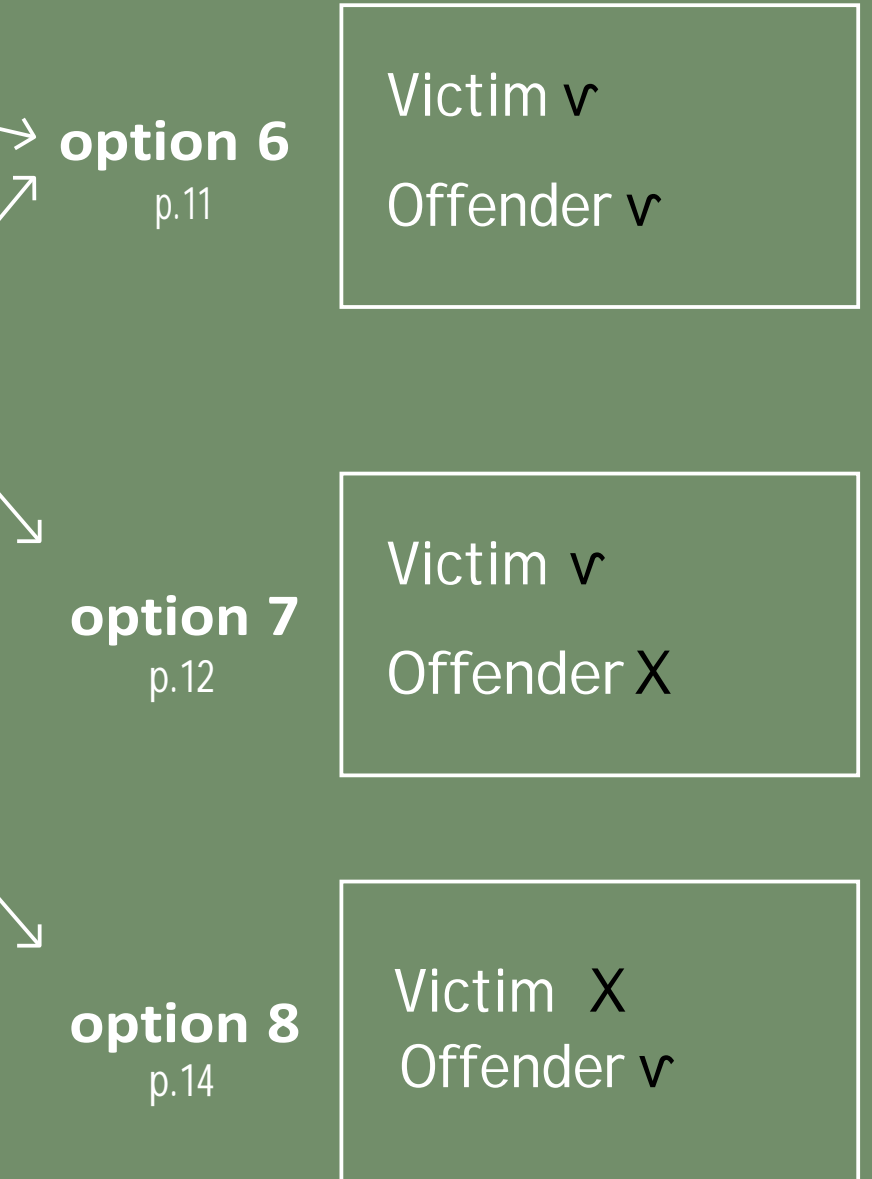 option 6
p.11
Victim ѵ
Offender ѵ
option 7
p.12
Victim ѵ
Offender X
option 8
p.14
Victim X
Offender ѵ